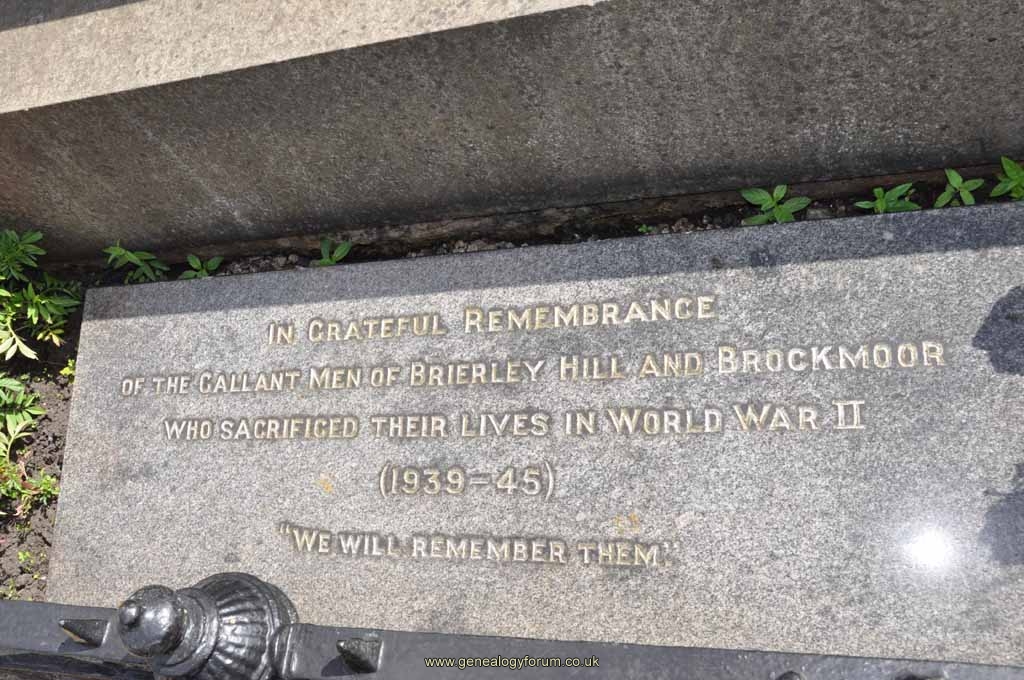 IN GRATEFUL REMEMBRANCE
OF THE GALLANT MEN OF BRIERLEY HILL AND BROCKMOOR
WHO SACRIFICED THEIR LIVES IN WORLD WAR II
(1939-45)
"WE WILL REMEMBER THEM."
www.genealogyforum.co.uk